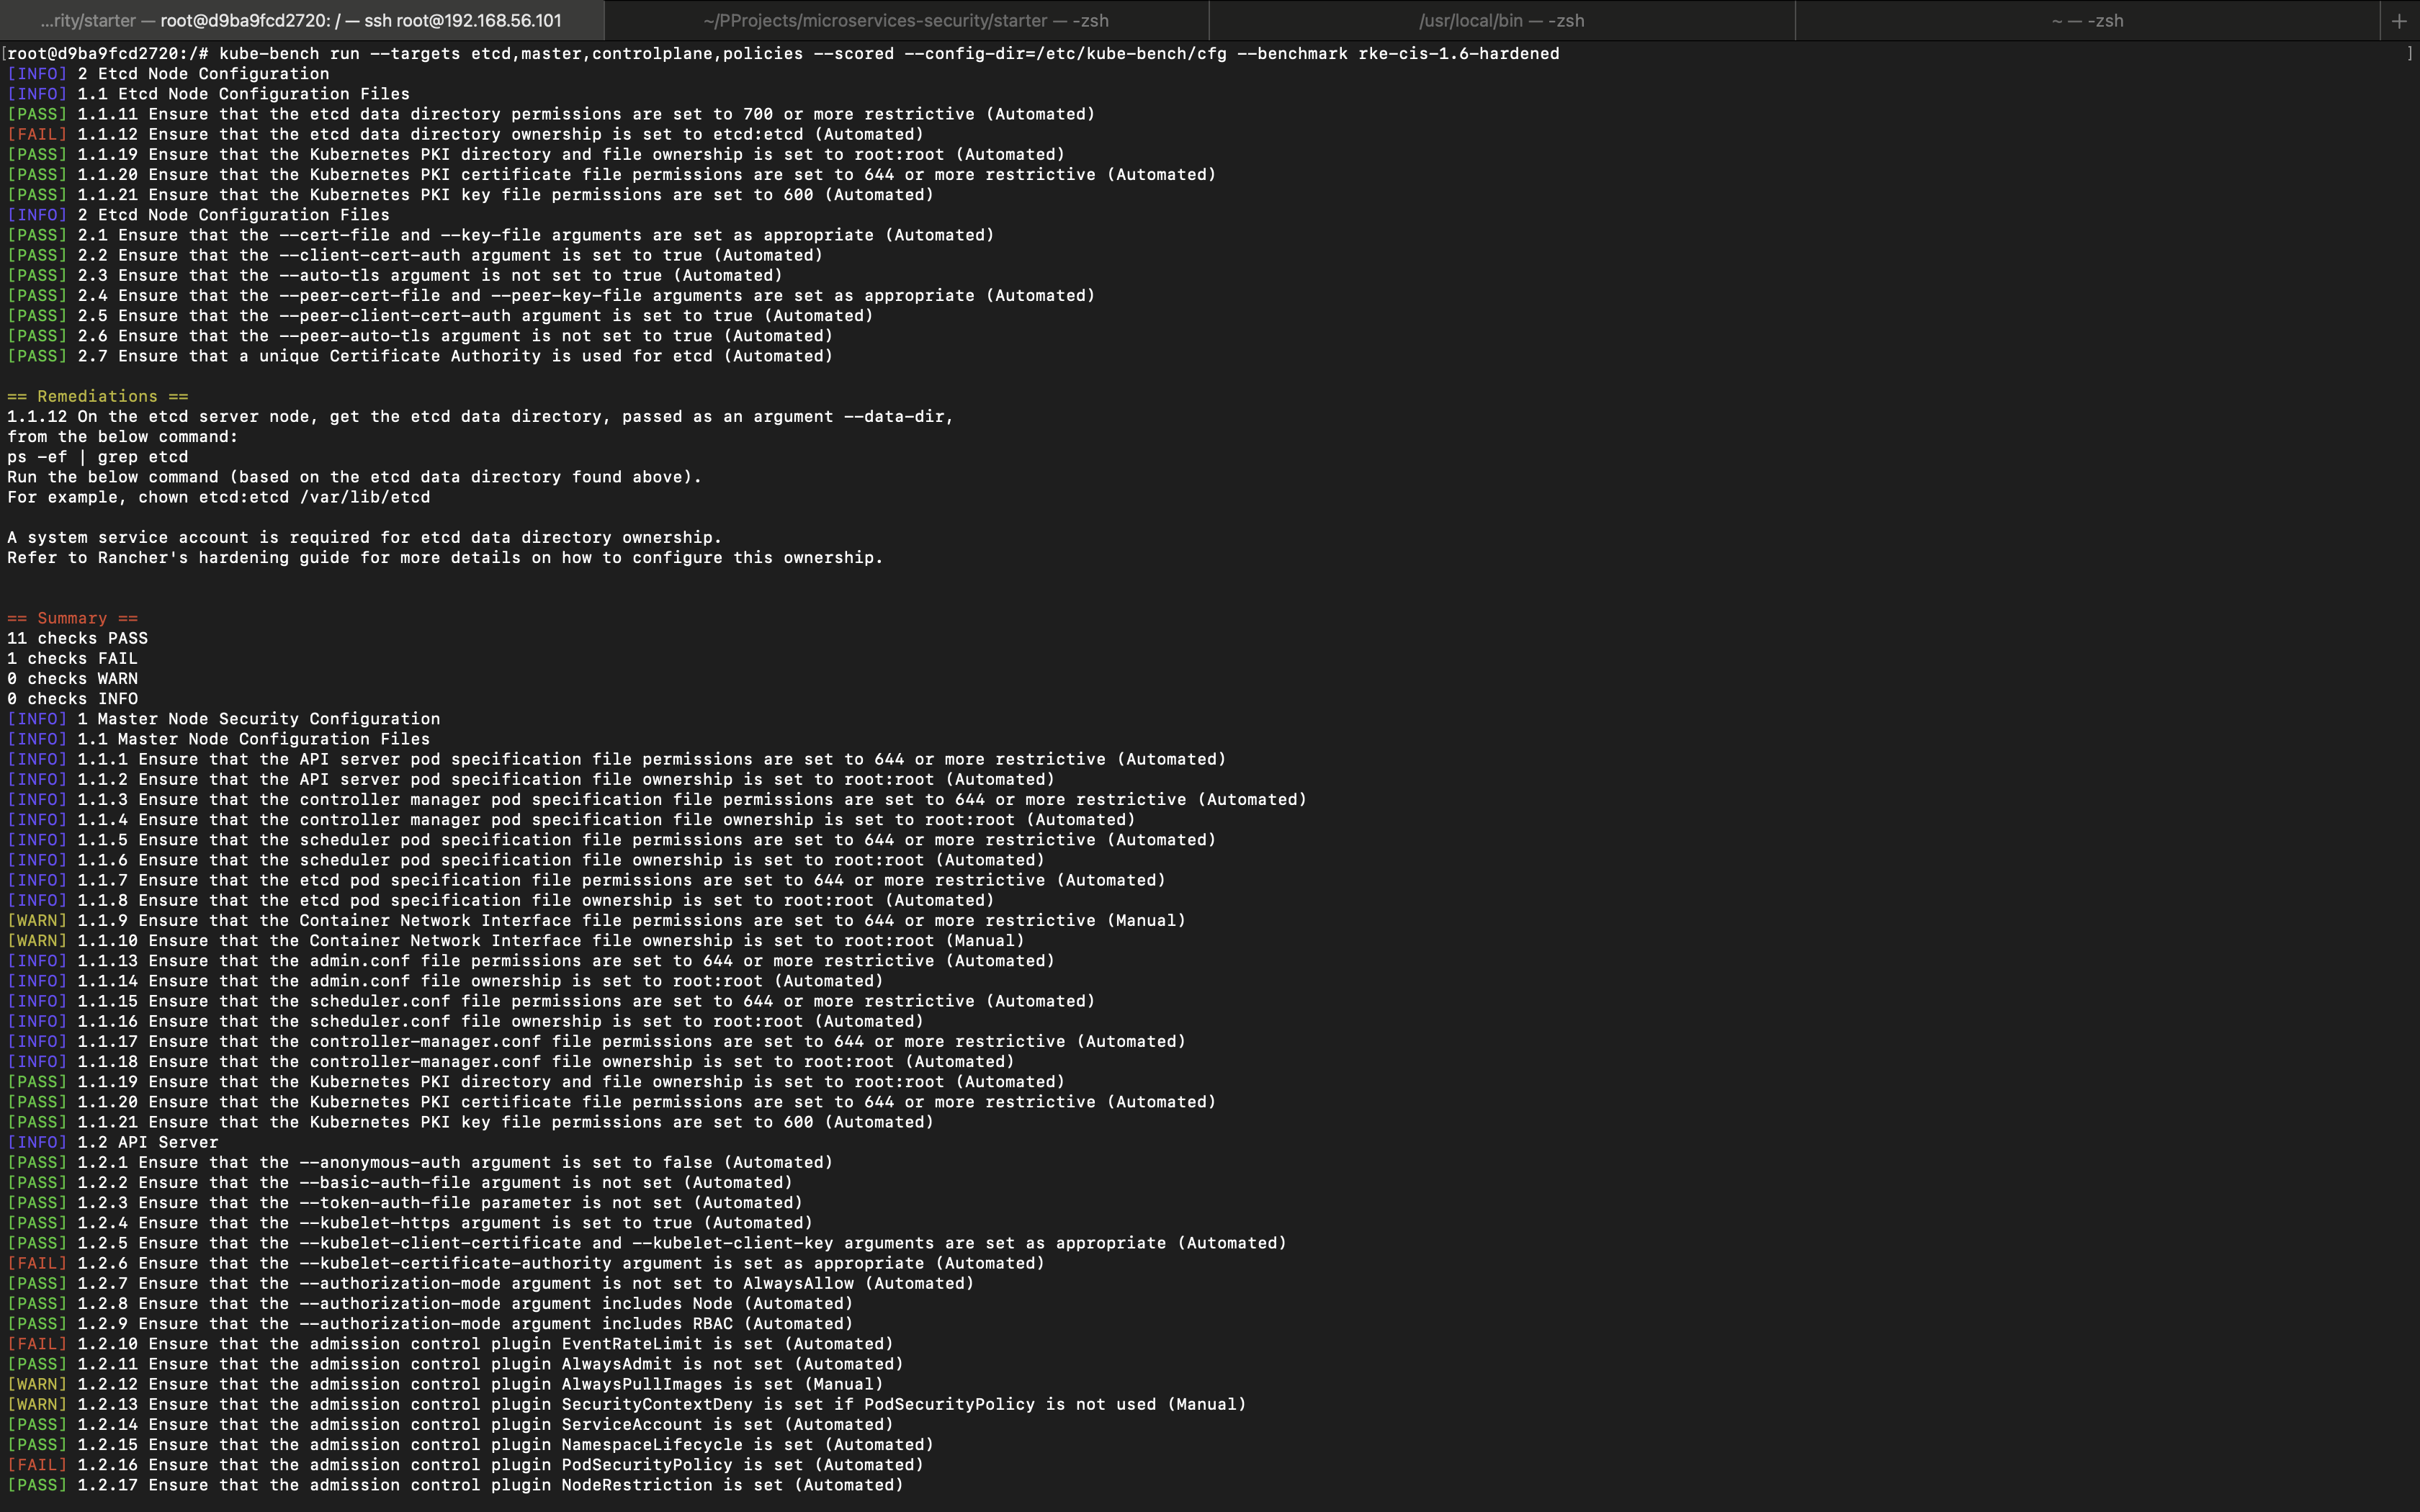 ...rity/starter — root@d9ba9fcd2720: / — ssh root@192.168.56.101
~/PProjects/microservices-security/starter — -zsh
/usr/local/bin — -zsh
~ — -zsh
+
[root@d9ba9fcd2720:/# kube-bench run --targets etcd,master,controlplane,policies --scored --config-dir=/etc/kube-bench/cfg --benchmark rke-cis-1.6-hardened ]
[INFO] 2 Etcd Node Configuration
[INFO] 1.1 Etcd Node Configuration Files
[PASS] 1.1.11 Ensure that the etcd data directory permissions are set to 700 or more restrictive (Automated)
[FAIL] 1.1.12 Ensure that the etcd data directory ownership is set to etcd:etcd (Automated)
[PASS] 1.1.19 Ensure that the Kubernetes PKI directory and file ownership is set to root:root (Automated)
[PASS] 1.1.20 Ensure that the Kubernetes PKI certificate file permissions are set to 644 or more restrictive (Automated)
[PASS] 1.1.21 Ensure that the Kubernetes PKI key file permissions are set to 600 (Automated)
[INFO] 2 Etcd Node Configuration Files
[PASS] 2.1 Ensure that the --cert-file and --key-file arguments are set as appropriate (Automated)
[PASS] 2.2 Ensure that the --client-cert-auth argument is set to true (Automated)
[PASS] 2.3 Ensure that the --auto-tls argument is not set to true (Automated)
[PASS] 2.4 Ensure that the --peer-cert-file and --peer-key-file arguments are set as appropriate (Automated)
[PASS] 2.5 Ensure that the --peer-client-cert-auth argument is set to true (Automated)
[PASS] 2.6 Ensure that the --peer-auto-tls argument is not set to true (Automated)
[PASS] 2.7 Ensure that a unique Certificate Authority is used for etcd (Automated)
== Remediations ==
1.1.12 On the etcd server node, get the etcd data directory, passed as an argument --data-dir,
from the below command:
ps -ef | grep etcd
Run the below command (based on the etcd data directory found above).
For example, chown etcd:etcd /var/lib/etcd
A system service account is required for etcd data directory ownership.
Refer to Rancher's hardening guide for more details on how to configure this ownership.
== Summary ==
11 checks PASS
1 checks FAIL
0 checks WARN
0 checks INFO
[INFO] 1 Master Node Security Configuration
[INFO] 1.1 Master Node Configuration Files
[INFO] 1.1.1 Ensure that the API server pod specification file permissions are set to 644 or more restrictive (Automated)
[INFO] 1.1.2 Ensure that the API server pod specification file ownership is set to root:root (Automated)
[INFO] 1.1.3 Ensure that the controller manager pod specification file permissions are set to 644 or more restrictive (Automated)
[INFO] 1.1.4 Ensure that the controller manager pod specification file ownership is set to root:root (Automated)
[INFO] 1.1.5 Ensure that the scheduler pod specification file permissions are set to 644 or more restrictive (Automated)
[INFO] 1.1.6 Ensure that the scheduler pod specification file ownership is set to root:root (Automated)
[INFO] 1.1.7 Ensure that the etcd pod specification file permissions are set to 644 or more restrictive (Automated)
[INFO] 1.1.8 Ensure that the etcd pod specification file ownership is set to root:root (Automated)
[WARN] 1.1.9 Ensure that the Container Network Interface file permissions are set to 644 or more restrictive (Manual)
[WARN] 1.1.10 Ensure that the Container Network Interface file ownership is set to root:root (Manual)
[INFO] 1.1.13 Ensure that the admin.conf file permissions are set to 644 or more restrictive (Automated)
[INFO] 1.1.14 Ensure that the admin.conf file ownership is set to root:root (Automated)
[INFO] 1.1.15 Ensure that the scheduler.conf file permissions are set to 644 or more restrictive (Automated)
[INFO] 1.1.16 Ensure that the scheduler.conf file ownership is set to root:root (Automated)
[INFO] 1.1.17 Ensure that the controller-manager.conf file permissions are set to 644 or more restrictive (Automated)
[INFO] 1.1.18 Ensure that the controller-manager.conf file ownership is set to root:root (Automated)
[PASS] 1.1.19 Ensure that the Kubernetes PKI directory and file ownership is set to root:root (Automated)
[PASS] 1.1.20 Ensure that the Kubernetes PKI certificate file permissions are set to 644 or more restrictive (Automated)
[PASS] 1.1.21 Ensure that the Kubernetes PKI key file permissions are set to 600 (Automated)
[INFO] 1.2 API Server
[PASS] 1.2.1 Ensure that the --anonymous-auth argument is set to false (Automated)
[PASS] 1.2.2 Ensure that the --basic-auth-file argument is not set (Automated)
[PASS] 1.2.3 Ensure that the --token-auth-file parameter is not set (Automated)
[PASS] 1.2.4 Ensure that the --kubelet-https argument is set to true (Automated)
[PASS] 1.2.5 Ensure that the --kubelet-client-certificate and --kubelet-client-key arguments are set as appropriate (Automated)
[FAIL] 1.2.6 Ensure that the --kubelet-certificate-authority argument is set as appropriate (Automated)
[PASS] 1.2.7 Ensure that the --authorization-mode argument is not set to AlwaysAllow (Automated)
[PASS] 1.2.8 Ensure that the --authorization-mode argument includes Node (Automated)
[PASS] 1.2.9 Ensure that the --authorization-mode argument includes RBAC (Automated)
[FAIL] 1.2.10 Ensure that the admission control plugin EventRateLimit is set (Automated)
[PASS] 1.2.11 Ensure that the admission control plugin AlwaysAdmit is not set (Automated)
[WARN] 1.2.12 Ensure that the admission control plugin AlwaysPullImages is set (Manual)
[WARN] 1.2.13 Ensure that the admission control plugin SecurityContextDeny is set if PodSecurityPolicy is not used (Manual)
[PASS] 1.2.14 Ensure that the admission control plugin ServiceAccount is set (Automated)
[PASS] 1.2.15 Ensure that the admission control plugin NamespaceLifecycle is set (Automated)
[FAIL] 1.2.16 Ensure that the admission control plugin PodSecurityPolicy is set (Automated)
[PASS] 1.2.17 Ensure that the admission control plugin NodeRestriction is set (Automated)